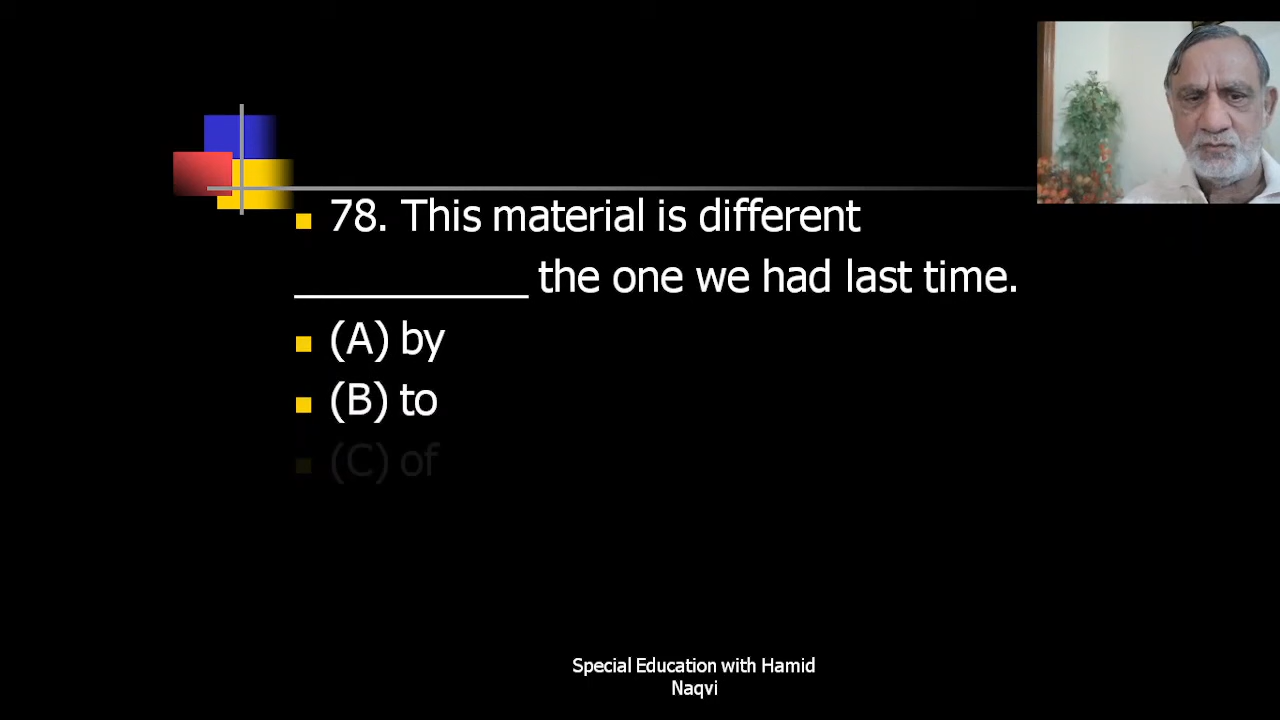 78. This material is different
__________ the one we had last time.
(A) by
(B) to
(C) of
Special Education with Hamid
Naqvi